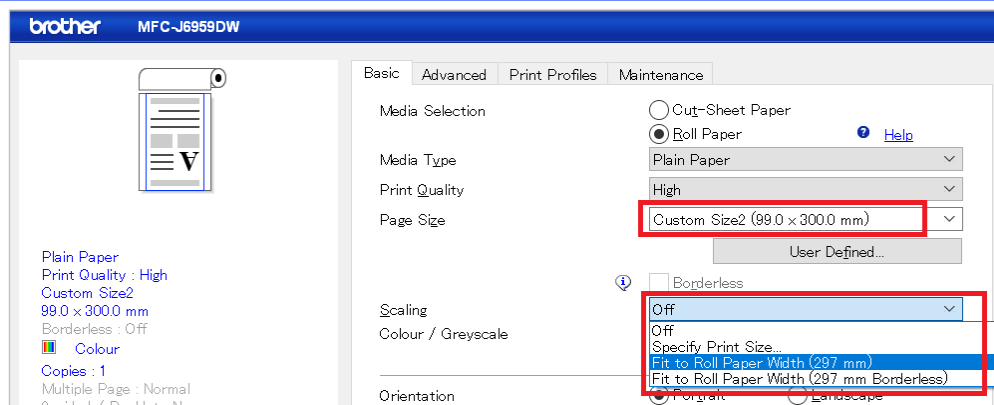 brother MFC-J6959DW
Basic Advanced Print Profiles Maintenance
Media Selection
Cut-Sheet Paper
Roll Paper
? Help
Media Type
Plain Paper
Print Quality
High
Page Size
Custom Size2 (99.0 × 300.0 mm)
User Defined...
Borderless
Scaling
Off
Off
Specify Print Size...
Fit to Roll Paper Width (297 mm)
Fit to Roll Paper Width (297 mm Borderless)
Colour / Greyscale
Orientation
Portrait
Landscape
A
Plain Paper
Print Quality : High
Custom Size2
99.0 × 300.0 mm
Borderless : Off
Colour
Copies : 1
Multiple Page : Normal